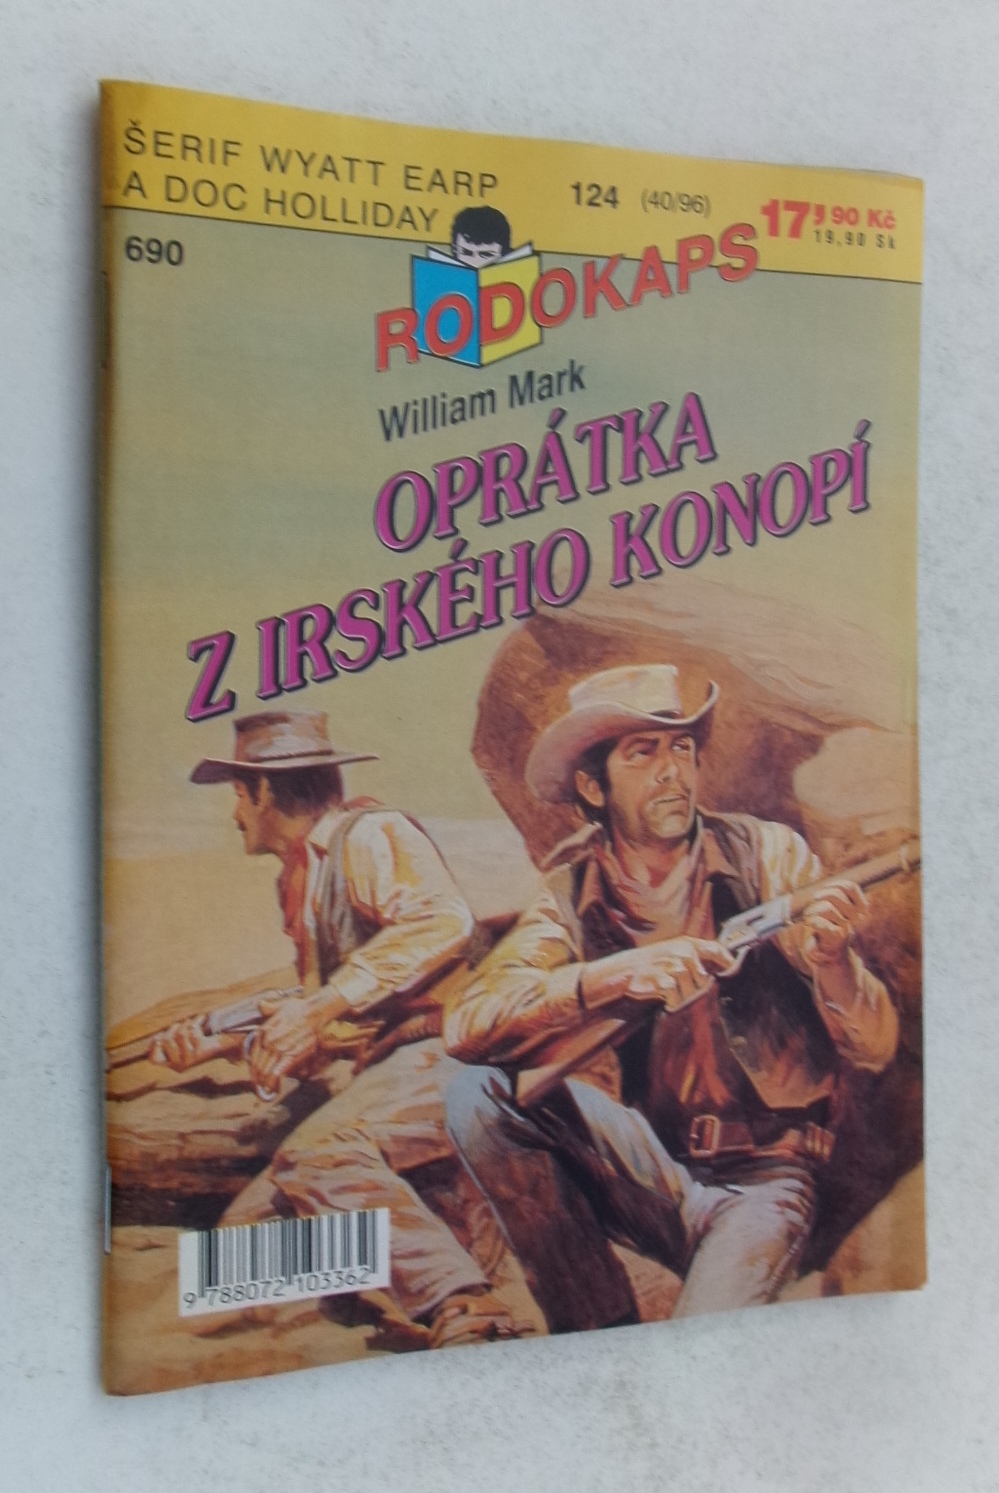 ŠERIF WYATT EARP
A DOC HOLLIDAY
124 (40/96)
17,90 Kč
19,90 Sk
690
RODOKAPS
William Mark
OPRÁTKA
Z IRSKÉHO KONOPÍ
9 788072 103362